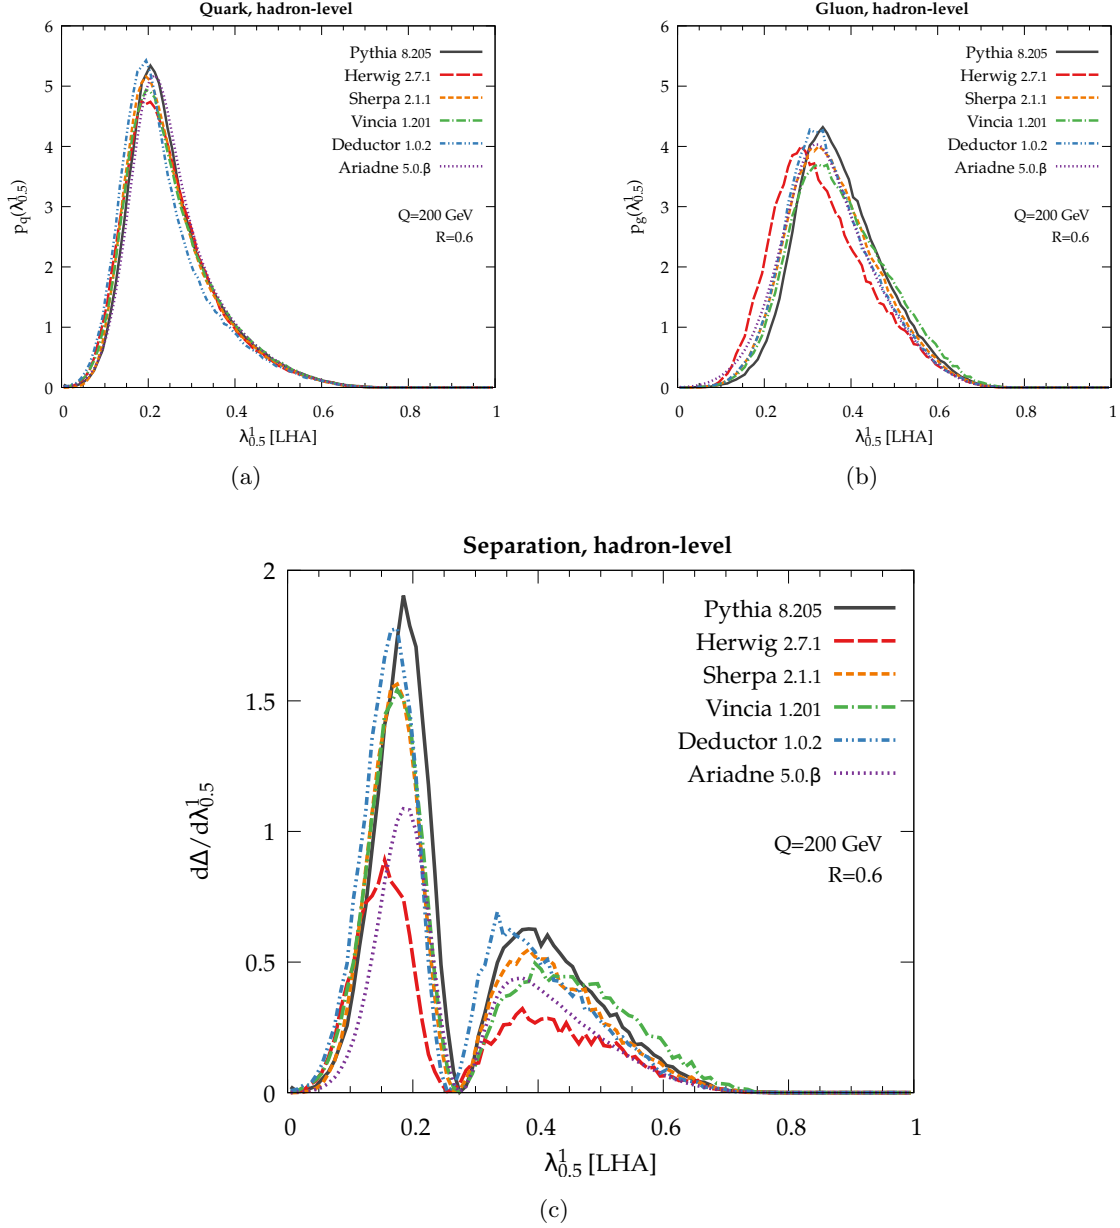 Quark, hadron-level
p_q(λ^1_0.5)
6
5
4
3
2
1
0
Pythia 8.205
Herwig 2.7.1
Sherpa 2.1.1
Vincia 1.201
Deductor 1.0.2
Ariadne 5.0.β
Q=200 GeV
R=0.6
0 0.2 0.4 0.6 0.8 1
λ^1_0.5 [LHA]
(a)
Gluon, hadron-level
p_g(λ^1_0.5)
6
5
4
3
2
1
0
Pythia 8.205
Herwig 2.7.1
Sherpa 2.1.1
Vincia 1.201
Deductor 1.0.2
Ariadne 5.0.β
Q=200 GeV
R=0.6
0 0.2 0.4 0.6 0.8 1
λ^1_0.5 [LHA]
(b)
Separation, hadron-level
dΔ/dλ^1_0.5
2
1.5
1
0.5
0
Pythia 8.205
Herwig 2.7.1
Sherpa 2.1.1
Vincia 1.201
Deductor 1.0.2
Ariadne 5.0.β
Q=200 GeV
R=0.6
0 0.2 0.4 0.6 0.8 1
λ^1_0.5 [LHA]
(c)